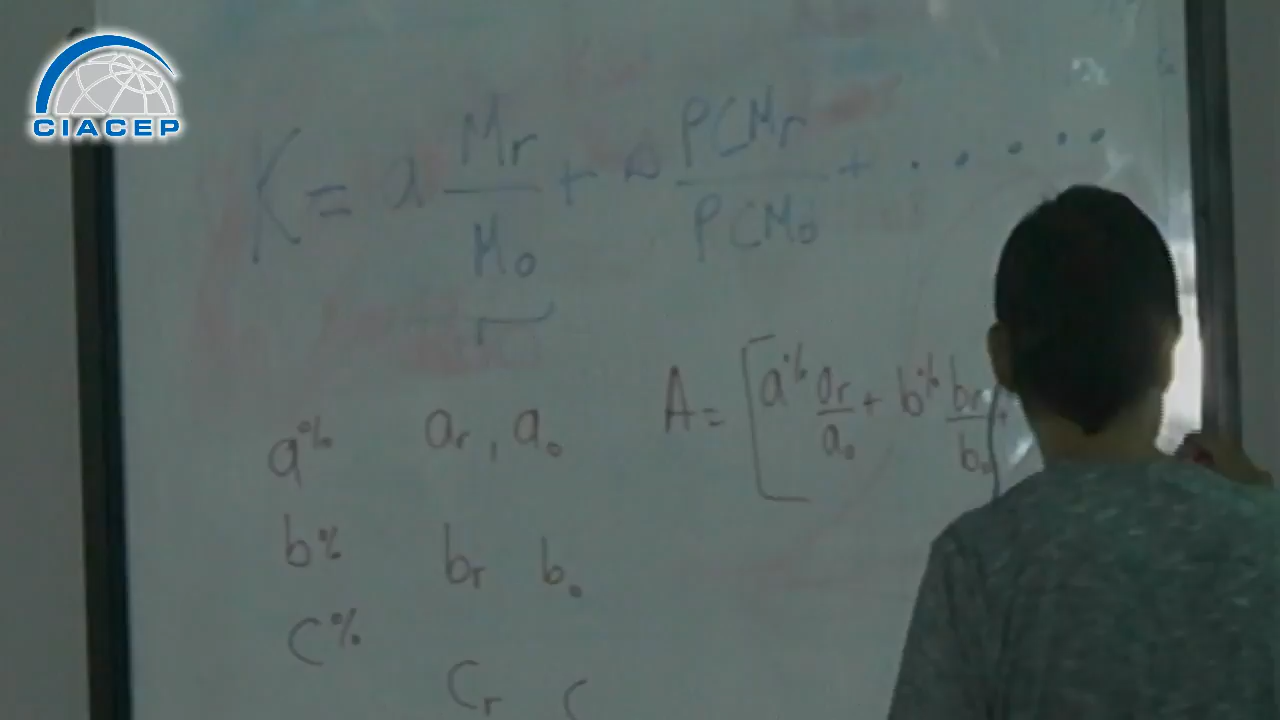 CIACEP
K = a Mr/Mo + PCMr/PCMo + .....
A = [a% ar/ao + b% br/bo
a% ar, ao
b% br bo
c%
Cr C